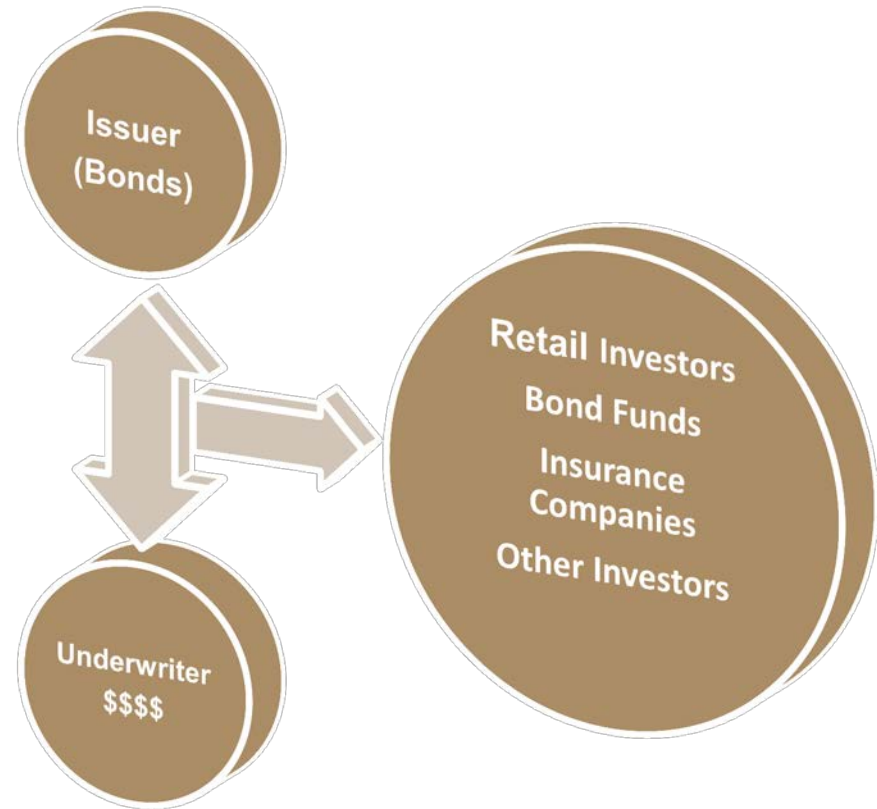 Issuer
(Bonds)
Retail Investors
Bond Funds
Insurance
Companies
Other Investors
Underwriter
$$$$